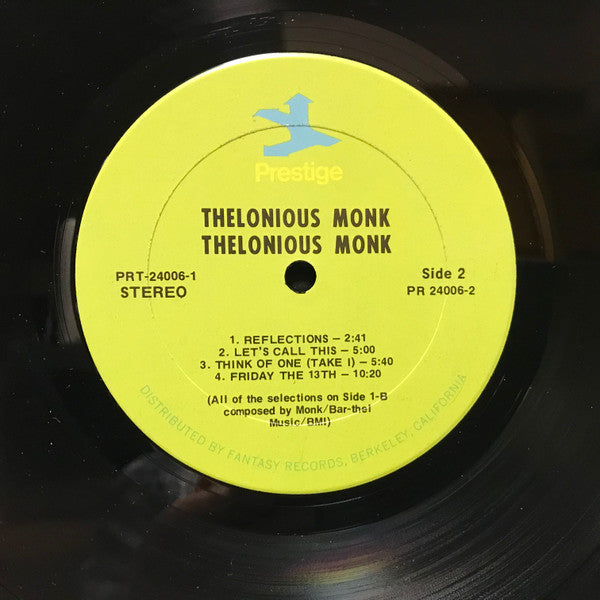 Prestige
THELONIOUS MONK
THELONIOUS MONK
PRT-24006-1
STEREO
Side 2
PR 24006-2
1. REFLECTIONS – 2:41
2. LET'S CALL THIS – 5:00
3. THINK OF ONE (TAKE I) – 5:40
4. FRIDAY THE 13TH – 10:20
(All of the selections on Side 1-B
composed by Monk/Bar-thel
Music/BMI)
DISTRIBUTED BY FANTASY RECORDS, BERKELEY, CALIFORNIA